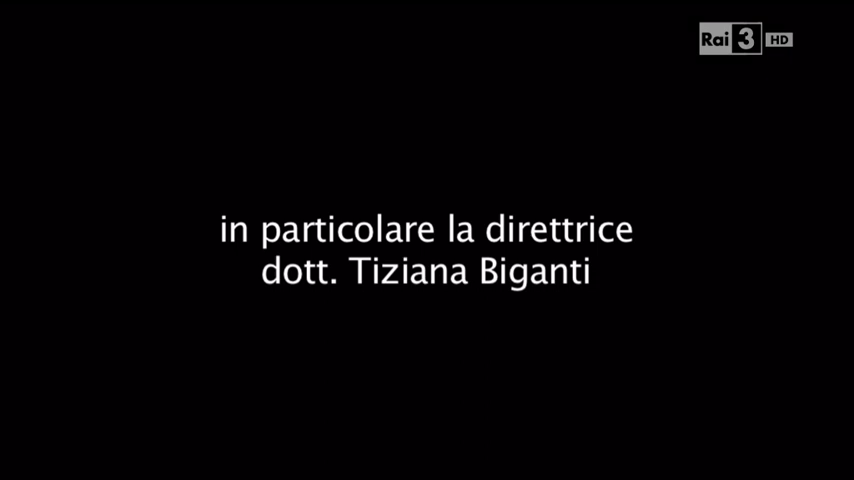 Rai 3 HD
in particolare la direttrice
dott. Tiziana Biganti